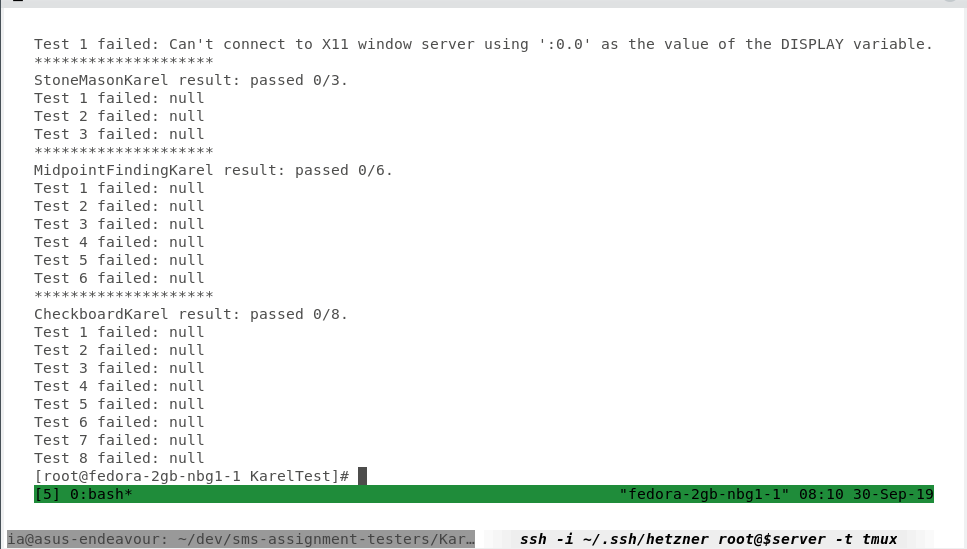 Test 1 failed: Can't connect to X11 window server using ':0.0' as the value of the DISPLAY variable.
********************
StoneMasonKarel result: passed 0/3.
Test 1 failed: null
Test 2 failed: null
Test 3 failed: null
********************
MidpointFindingKarel result: passed 0/6.
Test 1 failed: null
Test 2 failed: null
Test 3 failed: null
Test 4 failed: null
Test 5 failed: null
Test 6 failed: null
********************
CheckboardKarel result: passed 0/8.
Test 1 failed: null
Test 2 failed: null
Test 3 failed: null
Test 4 failed: null
Test 5 failed: null
Test 6 failed: null
Test 7 failed: null
Test 8 failed: null
[root@fedora-2gb-nbg1-1 KarelTest]#
[5] 0:bash* "fedora-2gb-nbg1-1" 08:10 30-Sep-19
ia@asus-endeavour: ~/dev/sms-assignment-testers/Kar… ssh -i ~/.ssh/hetzner root@$server -t tmux